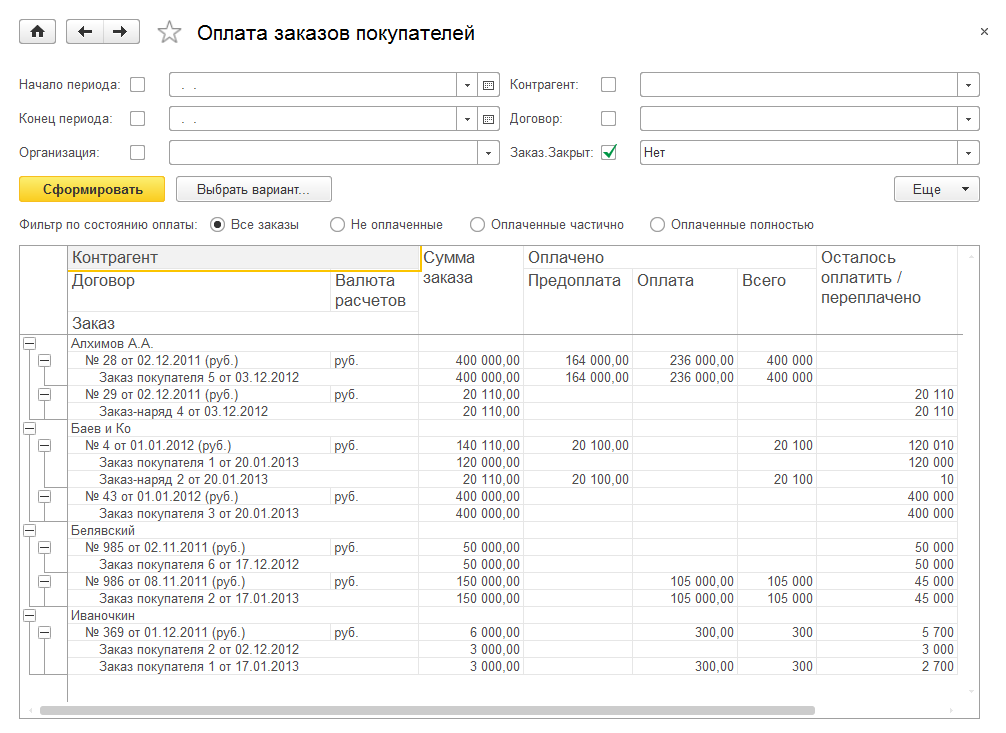 Оплата заказов покупателей
Начало периода: . . Контрагент:
Конец периода: . . Договор:
Организация: Заказ.Закрыт: Нет
Сформировать Выбрать вариант... Еще
Фильтр по состоянию оплаты: Все заказы Не оплаченные Оплаченные частично Оплаченные полностью
Контрагент Сумма заказа Оплачено Осталось оплатить / переплачено
Договор Валюта расчетов Предоплата Оплата Всего
Заказ
Алхимов А.А.
№ 28 от 02.12.2011 (руб.) руб. 400 000,00 164 000,00 236 000,00 400 000
Заказ покупателя 5 от 03.12.2012 400 000,00 164 000,00 236 000,00 400 000
№ 29 от 02.12.2011 (руб.) руб. 20 110,00 20 110
Заказ-наряд 4 от 03.12.2012 20 110,00 20 110
Баев и Ко
№ 4 от 01.01.2012 (руб.) руб. 140 110,00 20 100,00 20 100 120 010
Заказ покупателя 1 от 20.01.2013 120 000,00 120 000
Заказ-наряд 2 от 20.01.2013 20 110,00 20 100,00 20 100 10
№ 43 от 01.01.2012 (руб.) руб. 400 000,00 400 000
Заказ покупателя 3 от 20.01.2013 400 000,00 400 000
Белявский
№ 985 от 02.11.2011 (руб.) руб. 50 000,00 50 000
Заказ покупателя 6 от 17.12.2012 50 000,00 50 000
№ 986 от 08.11.2011 (руб.) руб. 150 000,00 105 000,00 105 000 45 000
Заказ покупателя 2 от 17.01.2013 150 000,00 105 000,00 105 000 45 000
Иваночкин
№ 369 от 01.12.2011 (руб.) руб. 6 000,00 300,00 300 5 700
Заказ покупателя 2 от 02.12.2012 3 000,00 3 000
Заказ покупателя 1 от 17.01.2013 3 000,00 300,00 300 2 700